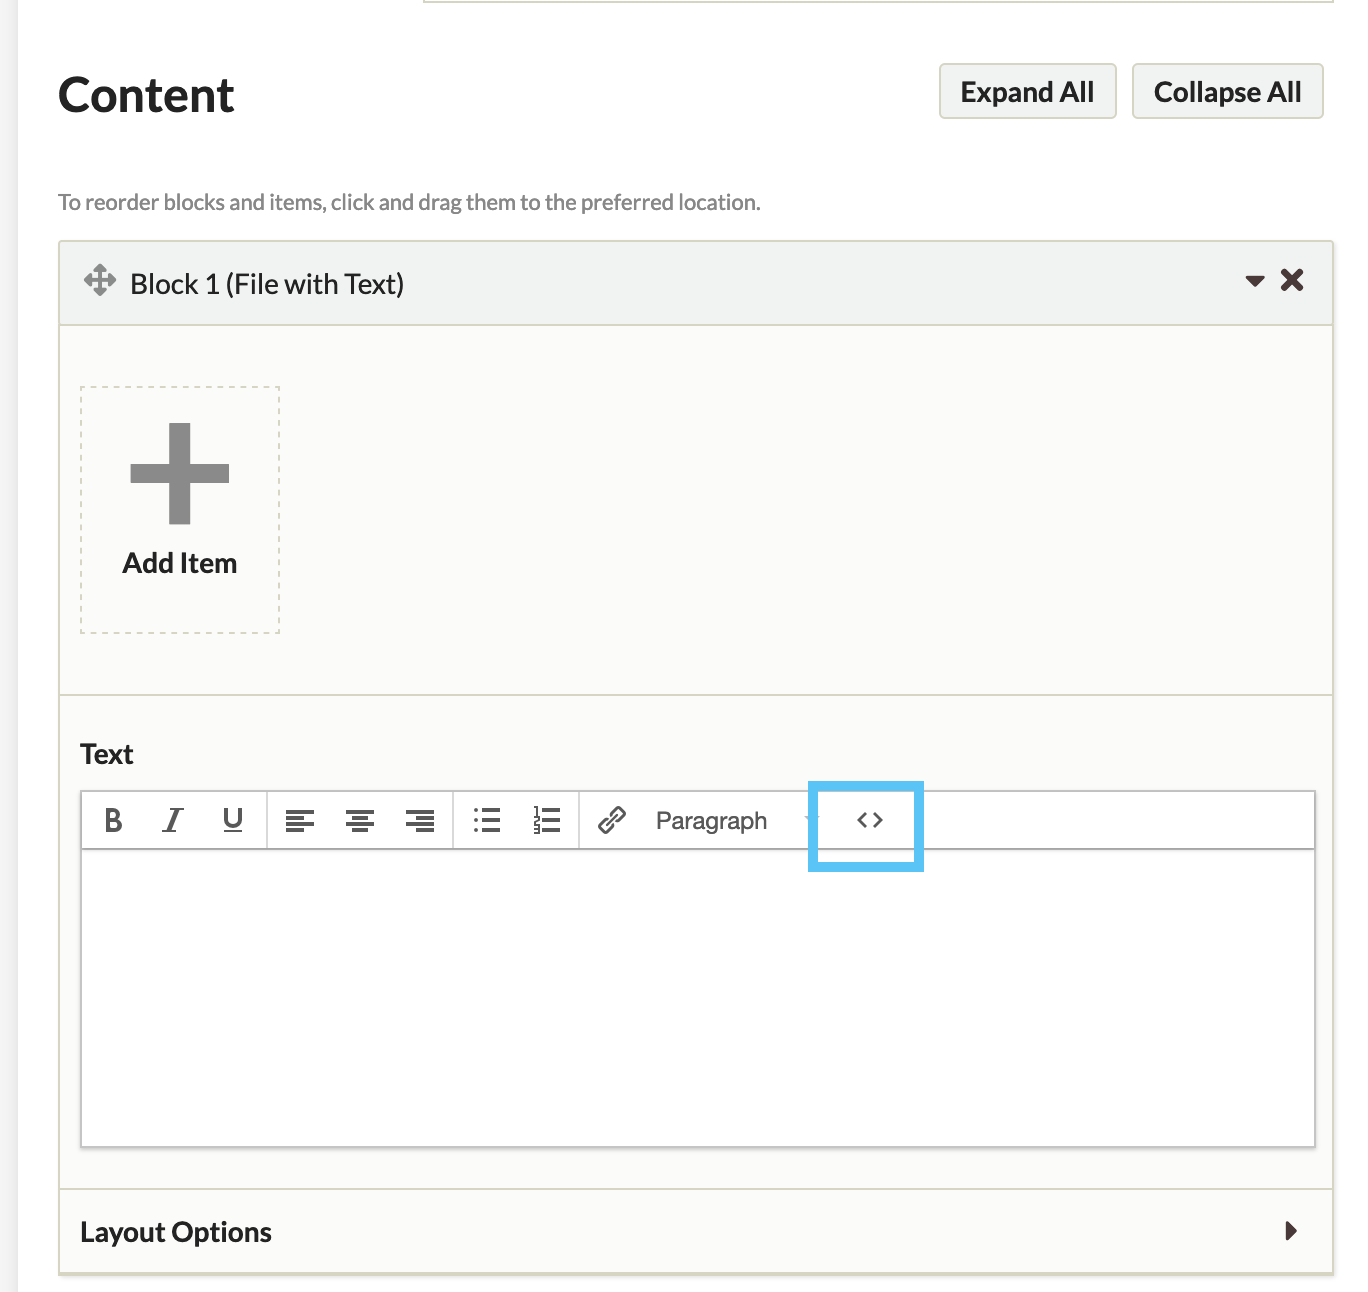 Content
Expand All
Collapse All
To reorder blocks and items, click and drag them to the preferred location.
Block 1 (File with Text)
Add Item
Text
B I U Paragraph <>
Layout Options